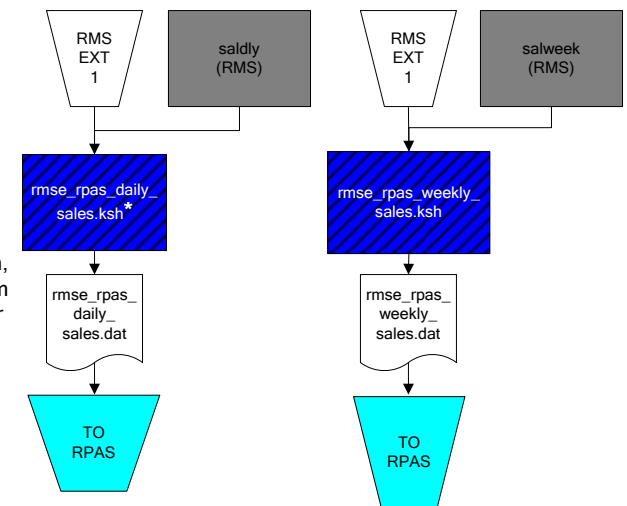 RMS
EXT
1
saldly
(RMS)
rmse_rpas_daily_
sales.ksh*
rmse_rpas_
daily_
sales.dat
TO
RPAS
RMS
EXT
1
salweek
(RMS)
rmse_rpas_weekly_
sales.ksh
rmse_rpas_
weekly_
sales.dat
TO
RPAS